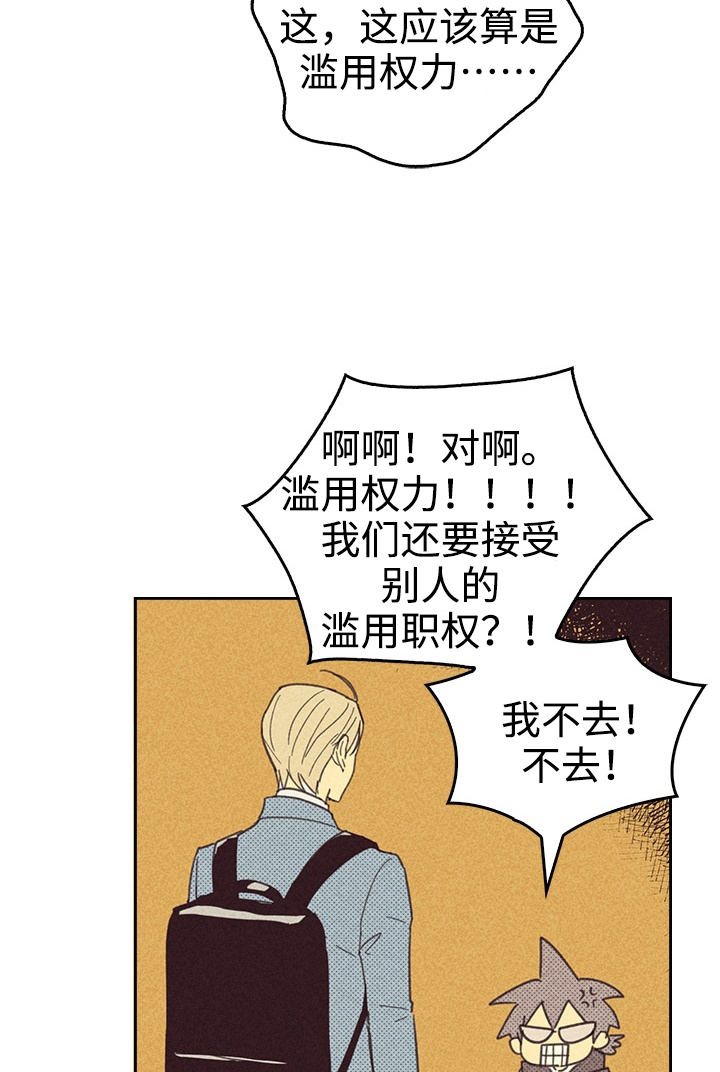 这，这应该算是
滥用权力……
啊啊！对啊。
滥用权力！！！！
我们还要接受
别人的
滥用职权？！
我不去！
不去！